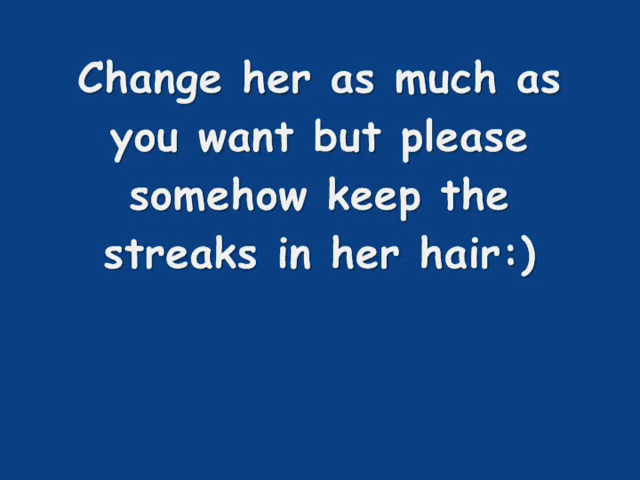 Change her as much as
you want but please
somehow keep the
streaks in her hair:)